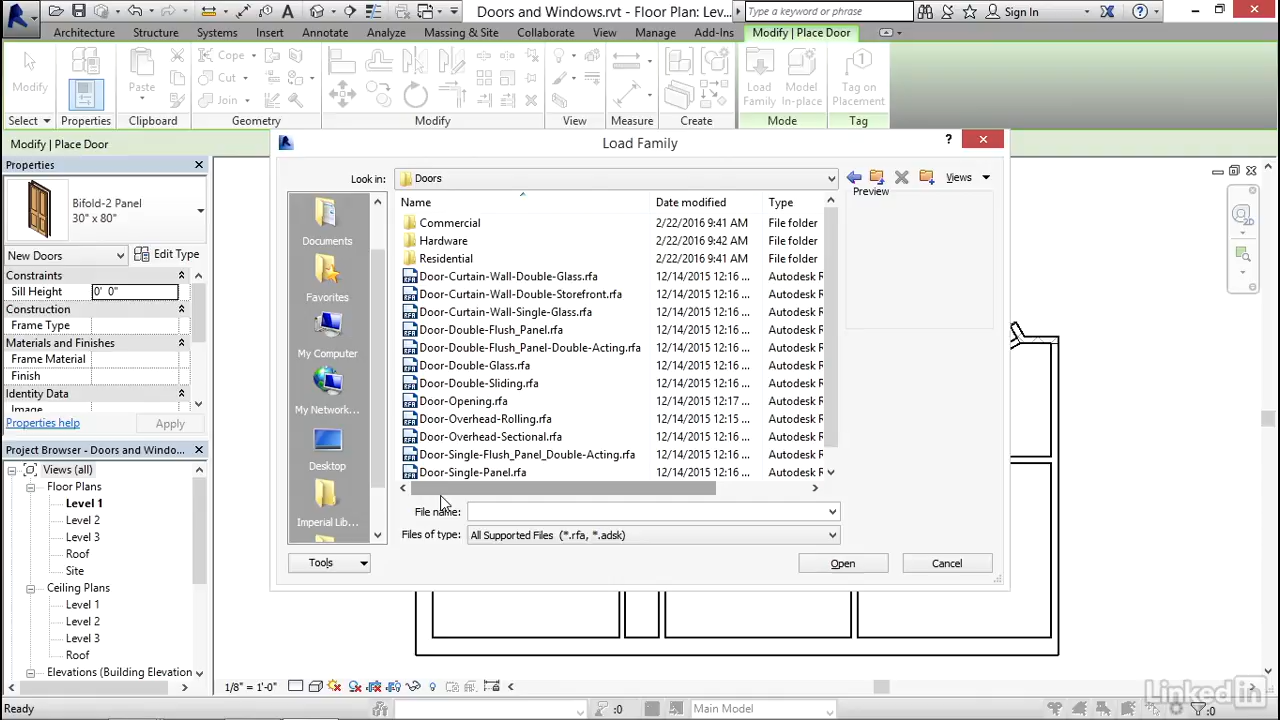 Doors and Windows.rvt - Floor Plan: Lev...
Type a keyword or phrase
Sign In
Architecture
Structure
Systems
Insert
Annotate
Analyze
Massing & Site
Collaborate
View
Manage
Add-Ins
Modify | Place Door
Modify
Paste
Cope
Cut
Join
Load Family
Model In-place
Tag on Placement
Select
Properties
Clipboard
Geometry
Modify
View
Measure
Create
Mode
Tag
Modify | Place Door
Properties
Bifold-2 Panel
30" x 80"
New Doors
Edit Type
Constraints
Sill Height
0' 0"
Construction
Frame Type
Materials and Finishes
Frame Material
Finish
Identity Data
Image
Properties help
Apply
Project Browser - Doors and Windo...
Views (all)
Floor Plans
Level 1
Level 2
Level 3
Roof
Site
Ceiling Plans
Level 1
Level 2
Level 3
Roof
Elevations (Building Elevation
Load Family
Look in:
Doors
Views
Preview
Documents
Favorites
My Computer
My Network...
Desktop
Imperial Lib...
Name
Date modified
Type
Commercial 2/22/2016 9:41 AM File folder
Hardware 2/22/2016 9:42 AM File folder
Residential 2/22/2016 9:41 AM File folder
Door-Curtain-Wall-Double-Glass.rfa 12/14/2015 12:16 ... Autodesk R
Door-Curtain-Wall-Double-Storefront.rfa 12/14/2015 12:16 ... Autodesk R
Door-Curtain-Wall-Single-Glass.rfa 12/14/2015 12:16 ... Autodesk R
Door-Double-Flush_Panel.rfa 12/14/2015 12:16 ... Autodesk R
Door-Double-Flush_Panel-Double-Acting.rfa 12/14/2015 12:16 ... Autodesk R
Door-Double-Glass.rfa 12/14/2015 12:16 ... Autodesk R
Door-Double-Sliding.rfa 12/14/2015 12:16 ... Autodesk R
Door-Opening.rfa 12/14/2015 12:17 ... Autodesk R
Door-Overhead-Rolling.rfa 12/14/2015 12:15 ... Autodesk R
Door-Overhead-Sectional.rfa 12/14/2015 12:16 ... Autodesk R
Door-Single-Flush_Panel_Double-Acting.rfa 12/14/2015 12:16 ... Autodesk R
Door-Single-Panel.rfa 12/14/2015 12:16 ... Autodesk R
File name:
Files of type:
All Supported Files (*.rfa, *.adsk)
Tools
Open
Cancel
1/8" = 1'-0"
Ready
:0
Main Model
:0
Linked in